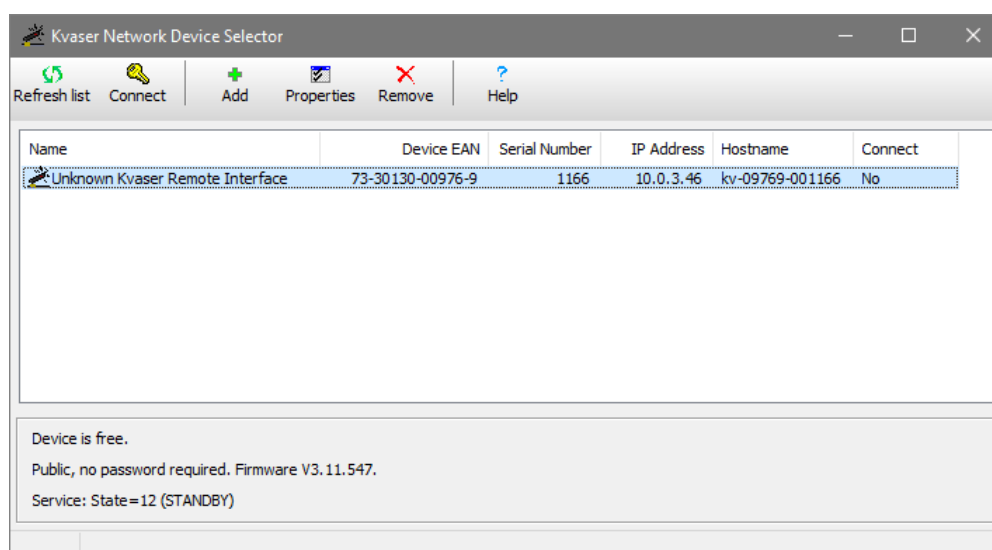 Kvaser Network Device Selector
Refresh list Connect Add Properties Remove Help
Name Device EAN Serial Number IP Address Hostname Connect
Unknown Kvaser Remote Interface 73-30130-00976-9 1166 10.0.3.46 kv-09769-001166 No
Device is free.
Public, no password required. Firmware V3.11.547.
Service: State=12 (STANDBY)